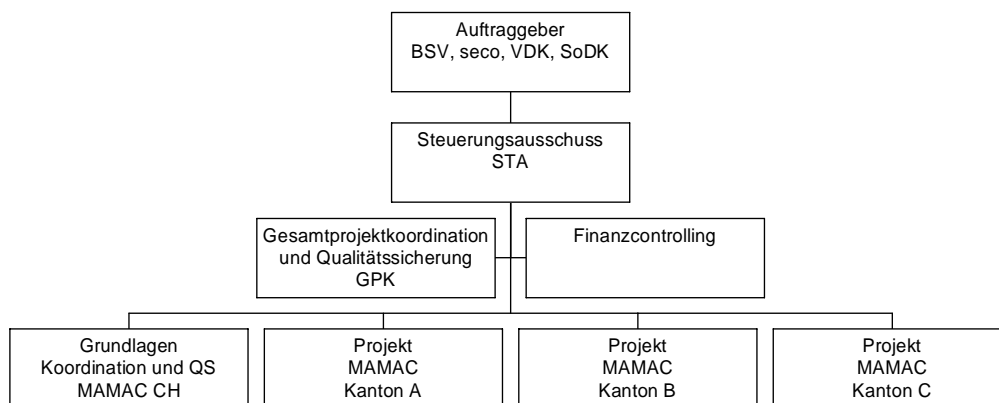 Auftraggeber
BSV, seco, VDK, SoDK
Steuerungsausschuss
STA
Gesamtprojektkoordination
und Qualitätssicherung
GPK
Finanzcontrolling
Grundlagen
Koordination und QS
MAMAC CH
Projekt
MAMAC
Kanton A
Projekt
MAMAC
Kanton B
Projekt
MAMAC
Kanton C